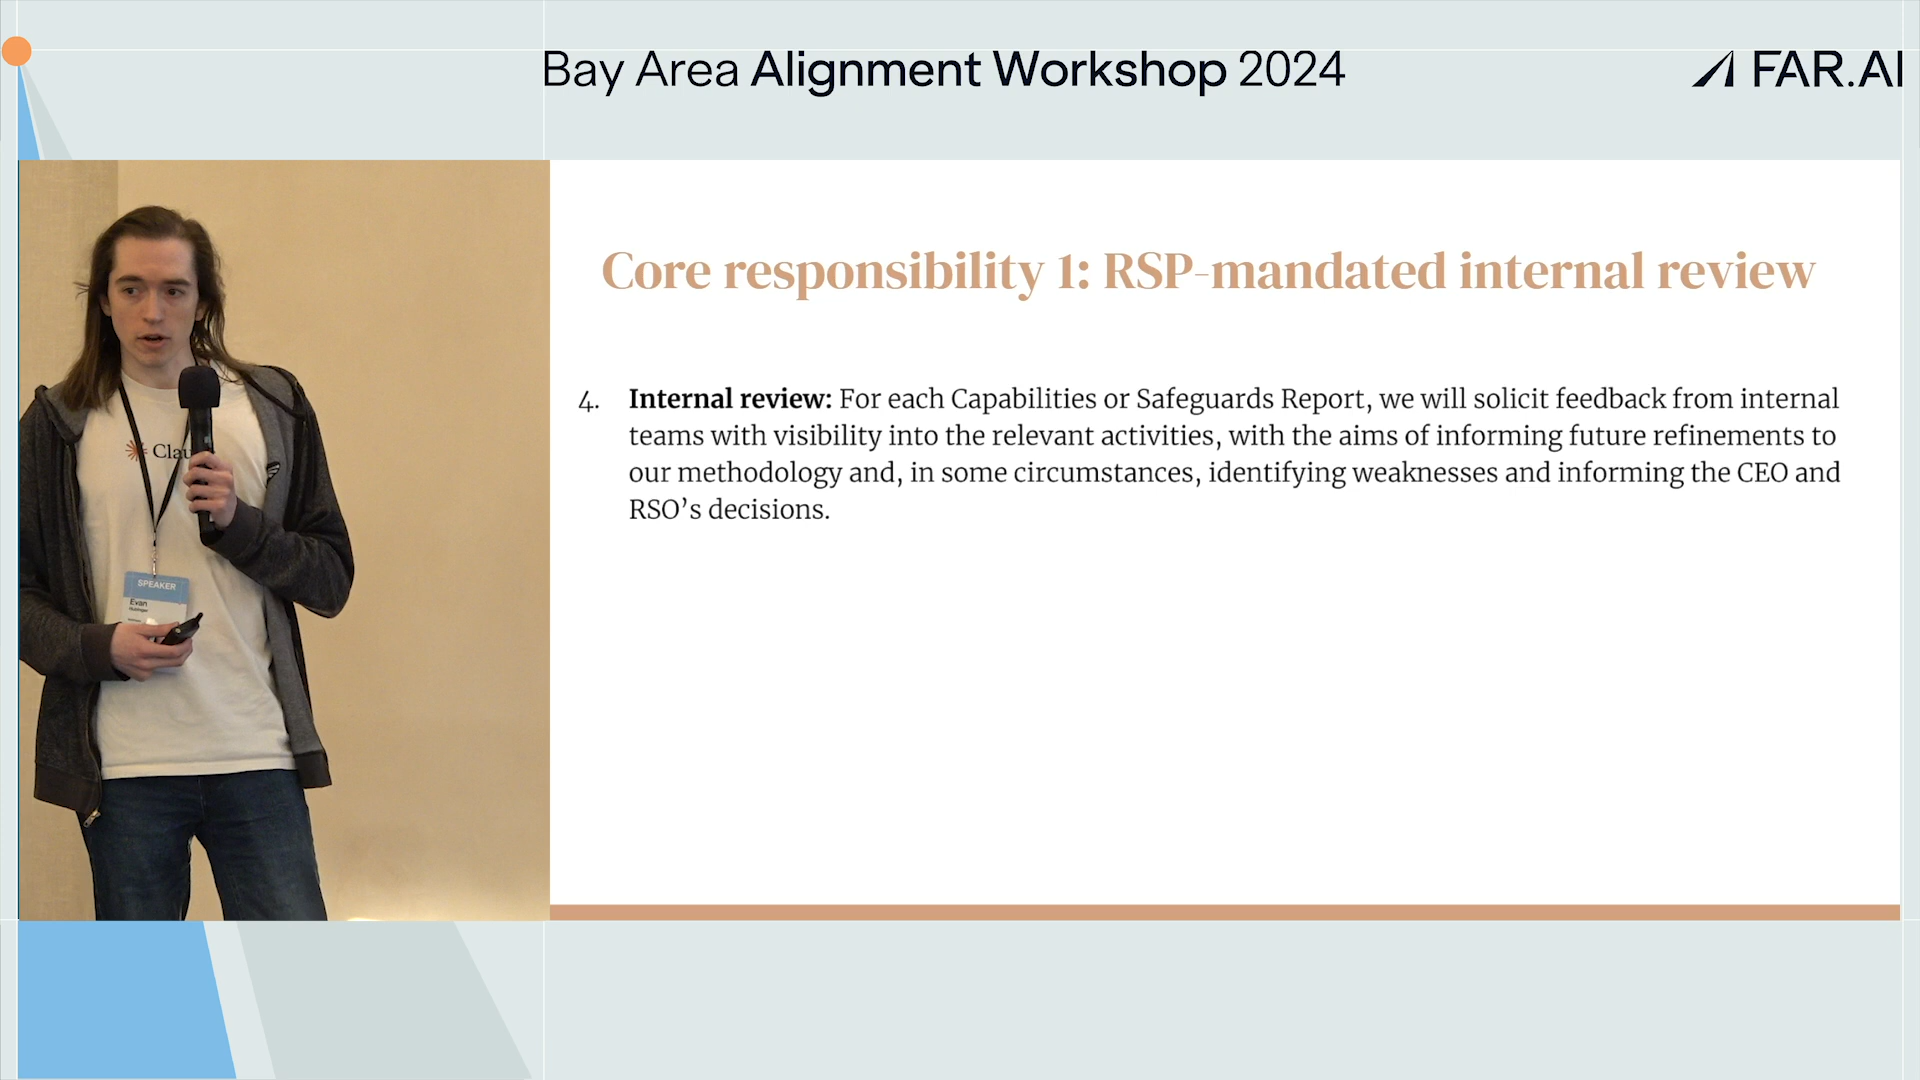 Bay Area Alignment Workshop 2024
FAR.AI
Core responsibility 1: RSP-mandated internal review
4. Internal review: For each Capabilities or Safeguards Report, we will solicit feedback from internal
teams with visibility into the relevant activities, with the aims of informing future refinements to
our methodology and, in some circumstances, identifying weaknesses and informing the CEO and
RSO’s decisions.
Clau
SPEAKER
Evan